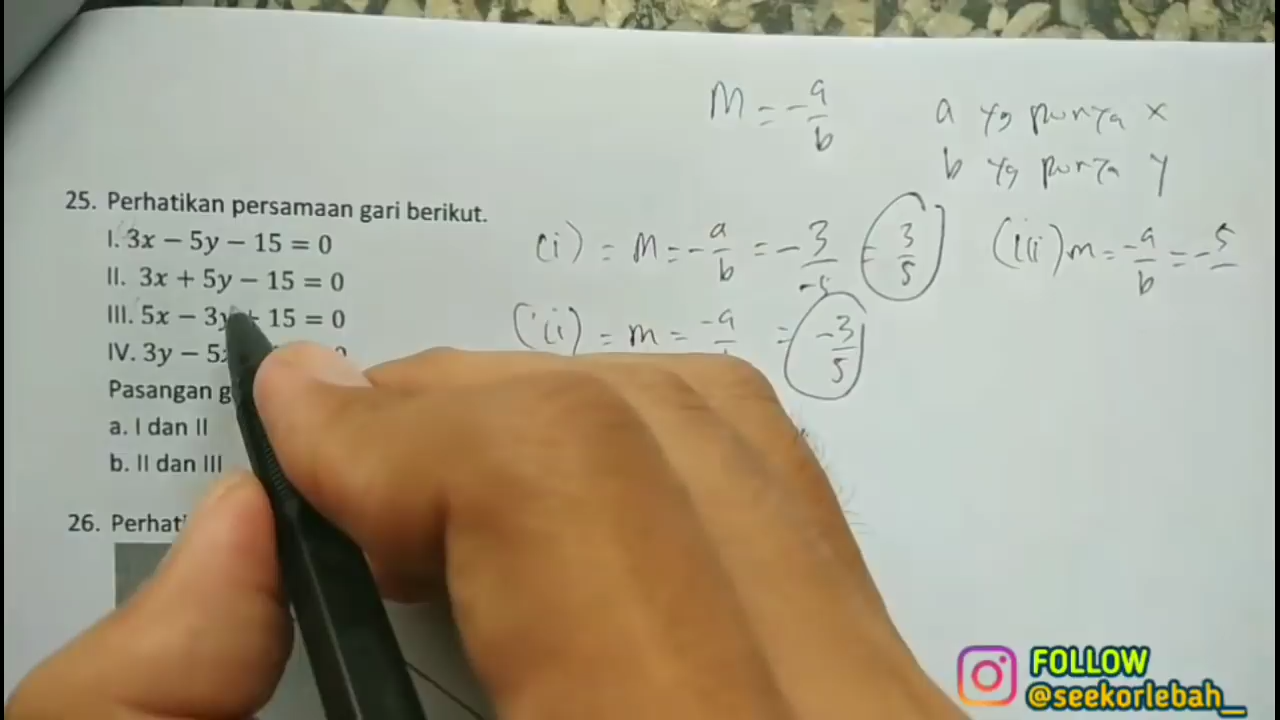 M = -a/b
a yg punya x
b yg punya y
25. Perhatikan persamaan gari berikut.
I. 3x − 5y − 15 = 0
II. 3x + 5y − 15 = 0
III. 5x − 3y + 15 = 0
IV. 3y − 5x
Pasangan g
a. I dan II
b. II dan III
26. Perhat
(i) = m = -a/b = -3/-5 = 3/5
(ii) = m = -a = -3/5
(iii) m = -a/b = -5
FOLLOW
@seekorlebah_